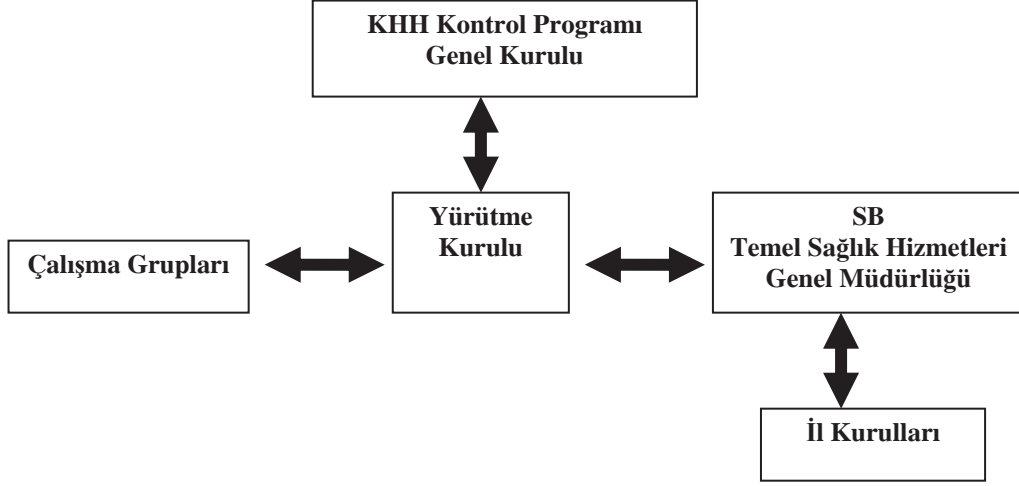 KHH Kontrol Programı
Genel Kurulu
Yürütme
Kurulu
SB
Temel Sağlık Hizmetleri
Genel Müdürlüğü
Çalışma Grupları
İl Kurulları